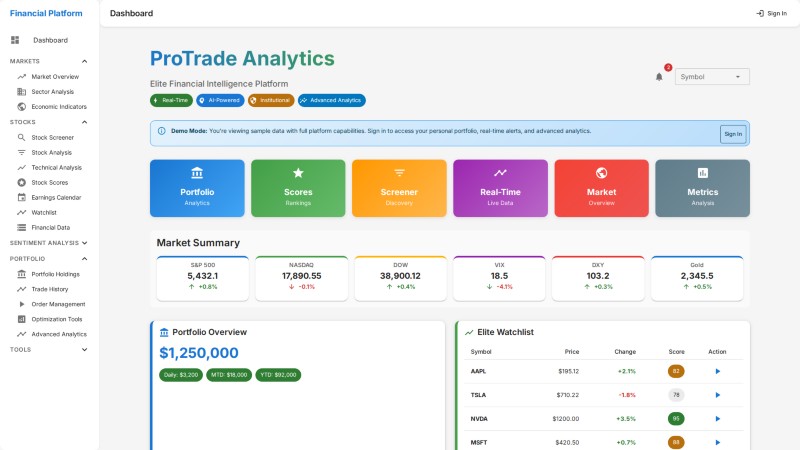 Financial Platform
Dashboard
Sign In
Dashboard
MARKETS
Market Overview
Sector Analysis
Economic Indicators
STOCKS
Stock Screener
Stock Analysis
Technical Analysis
Stock Scores
Earnings Calendar
Watchlist
Financial Data
SENTIMENT ANALYSIS
PORTFOLIO
Portfolio Holdings
Trade History
Order Management
Optimization Tools
Advanced Analytics
TOOLS
ProTrade Analytics
Elite Financial Intelligence Platform
Real-Time AI-Powered Institutional Advanced Analytics
3
Symbol
Demo Mode: You're viewing sample data with full platform capabilities. Sign in to access your personal portfolio, real-time alerts, and advanced analytics.
Sign In
Portfolio
Analytics
Scores
Rankings
Screener
Discovery
Real-Time
Live Data
Market
Overview
Metrics
Analysis
Market Summary
S&P 500
5,432.1
+0.8%
NASDAQ
17,890.55
-0.1%
DOW
38,900.12
+0.4%
VIX
18.5
-4.1%
DXY
103.2
+0.3%
Gold
2,345.5
+0.5%
Portfolio Overview
$1,250,000
Daily: $3,200 MTD: $18,000 YTD: $92,000
Elite Watchlist
Symbol Price Change Score Action
AAPL $195.12 +2.1% 82
TSLA $710.22 -1.8% 76
NVDA $1200.00 +3.5% 95
MSFT $420.50 +0.7% 88